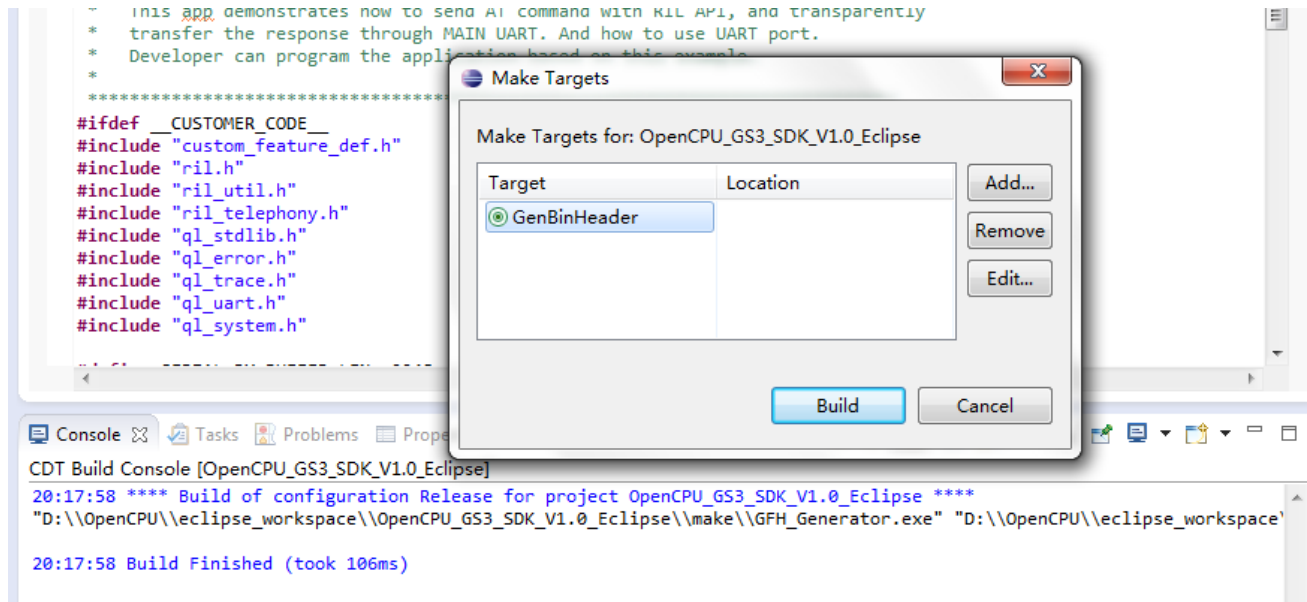 * This app demonstrates how to send AT command with RIL API, and transparently
* transfer the response through MAIN UART. And how to use UART port.
* Developer can program the application based on this example.
*
#ifdef __CUSTOMER_CODE__
#include "custom_feature_def.h"
#include "ril.h"
#include "ril_util.h"
#include "ril_telephony.h"
#include "ql_stdlib.h"
#include "ql_error.h"
#include "ql_trace.h"
#include "ql_uart.h"
#include "ql_system.h"
Make Targets
Make Targets for: OpenCPU_GS3_SDK_V1.0_Eclipse
Target Location
GenBinHeader
Add...
Remove
Edit...
Build Cancel
Console Tasks Problems Prope
CDT Build Console [OpenCPU_GS3_SDK_V1.0_Eclipse]
20:17:58 **** Build of configuration Release for project OpenCPU_GS3_SDK_V1.0_Eclipse ****
"D:\\OpenCPU\\eclipse_workspace\\OpenCPU_GS3_SDK_V1.0_Eclipse\\make\\GFH_Generator.exe" "D:\\OpenCPU\\eclipse_workspace\
20:17:58 Build Finished (took 106ms)